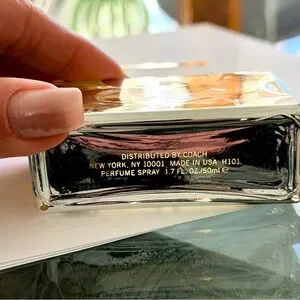 DISTRIBUTED BY COACH
NEW YORK, NY 10001 MADE IN USA H101
PERFUME SPRAY 1.7 FL OZ/50ml ℮